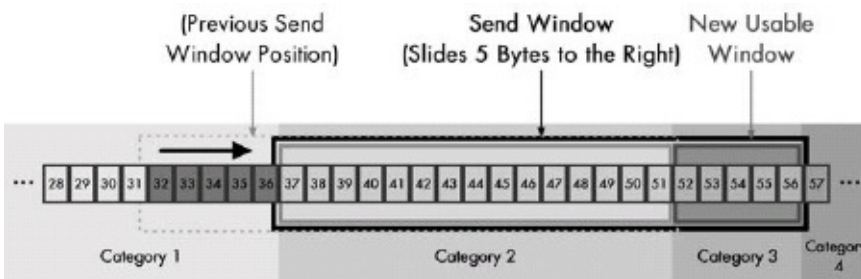 (Previous Send
Window Position)
Send Window
(Slides 5 Bytes to the Right)
New Usable
Window
... 28 29 30 31 32 33 34 35 36 37 38 39 40 41 42 43 44 45 46 47 48 49 50 51 52 53 54 55 56 57 ...
Category 1
Category 2
Category 3
Category
4